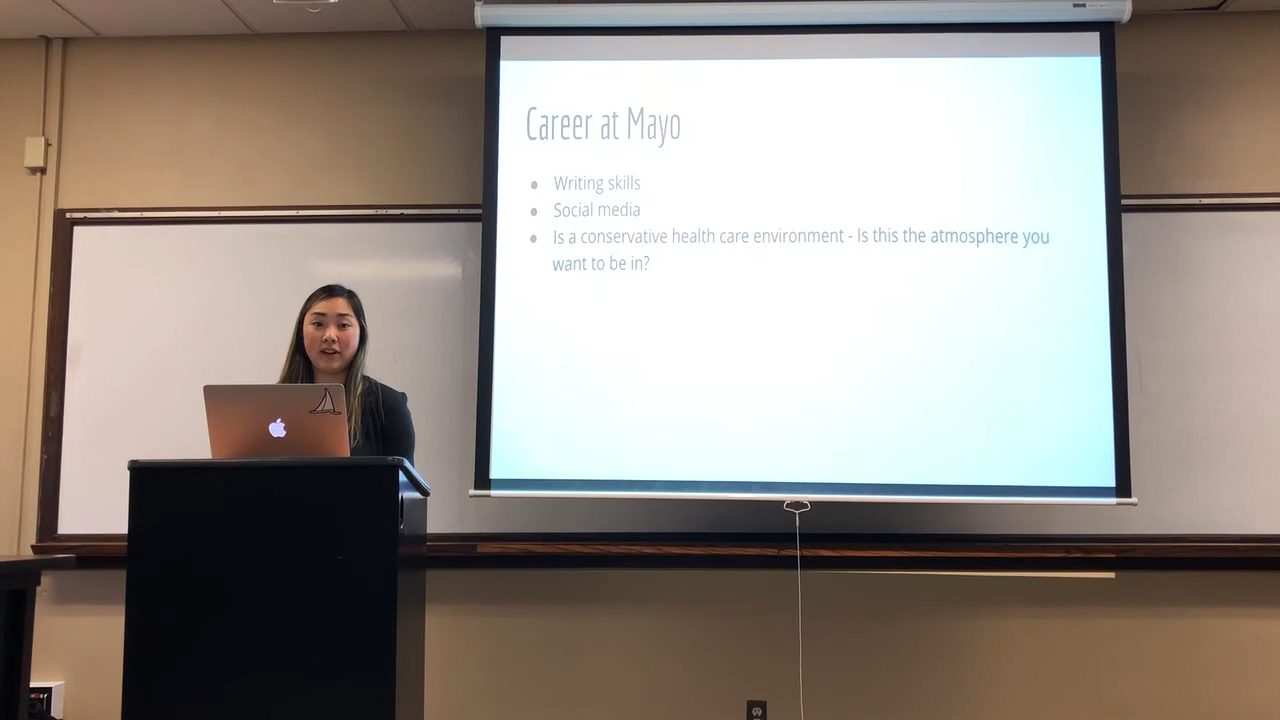 Career at Mayo
● Writing skills
● Social media
● Is a conservative health care environment - Is this the atmosphere you
want to be in?